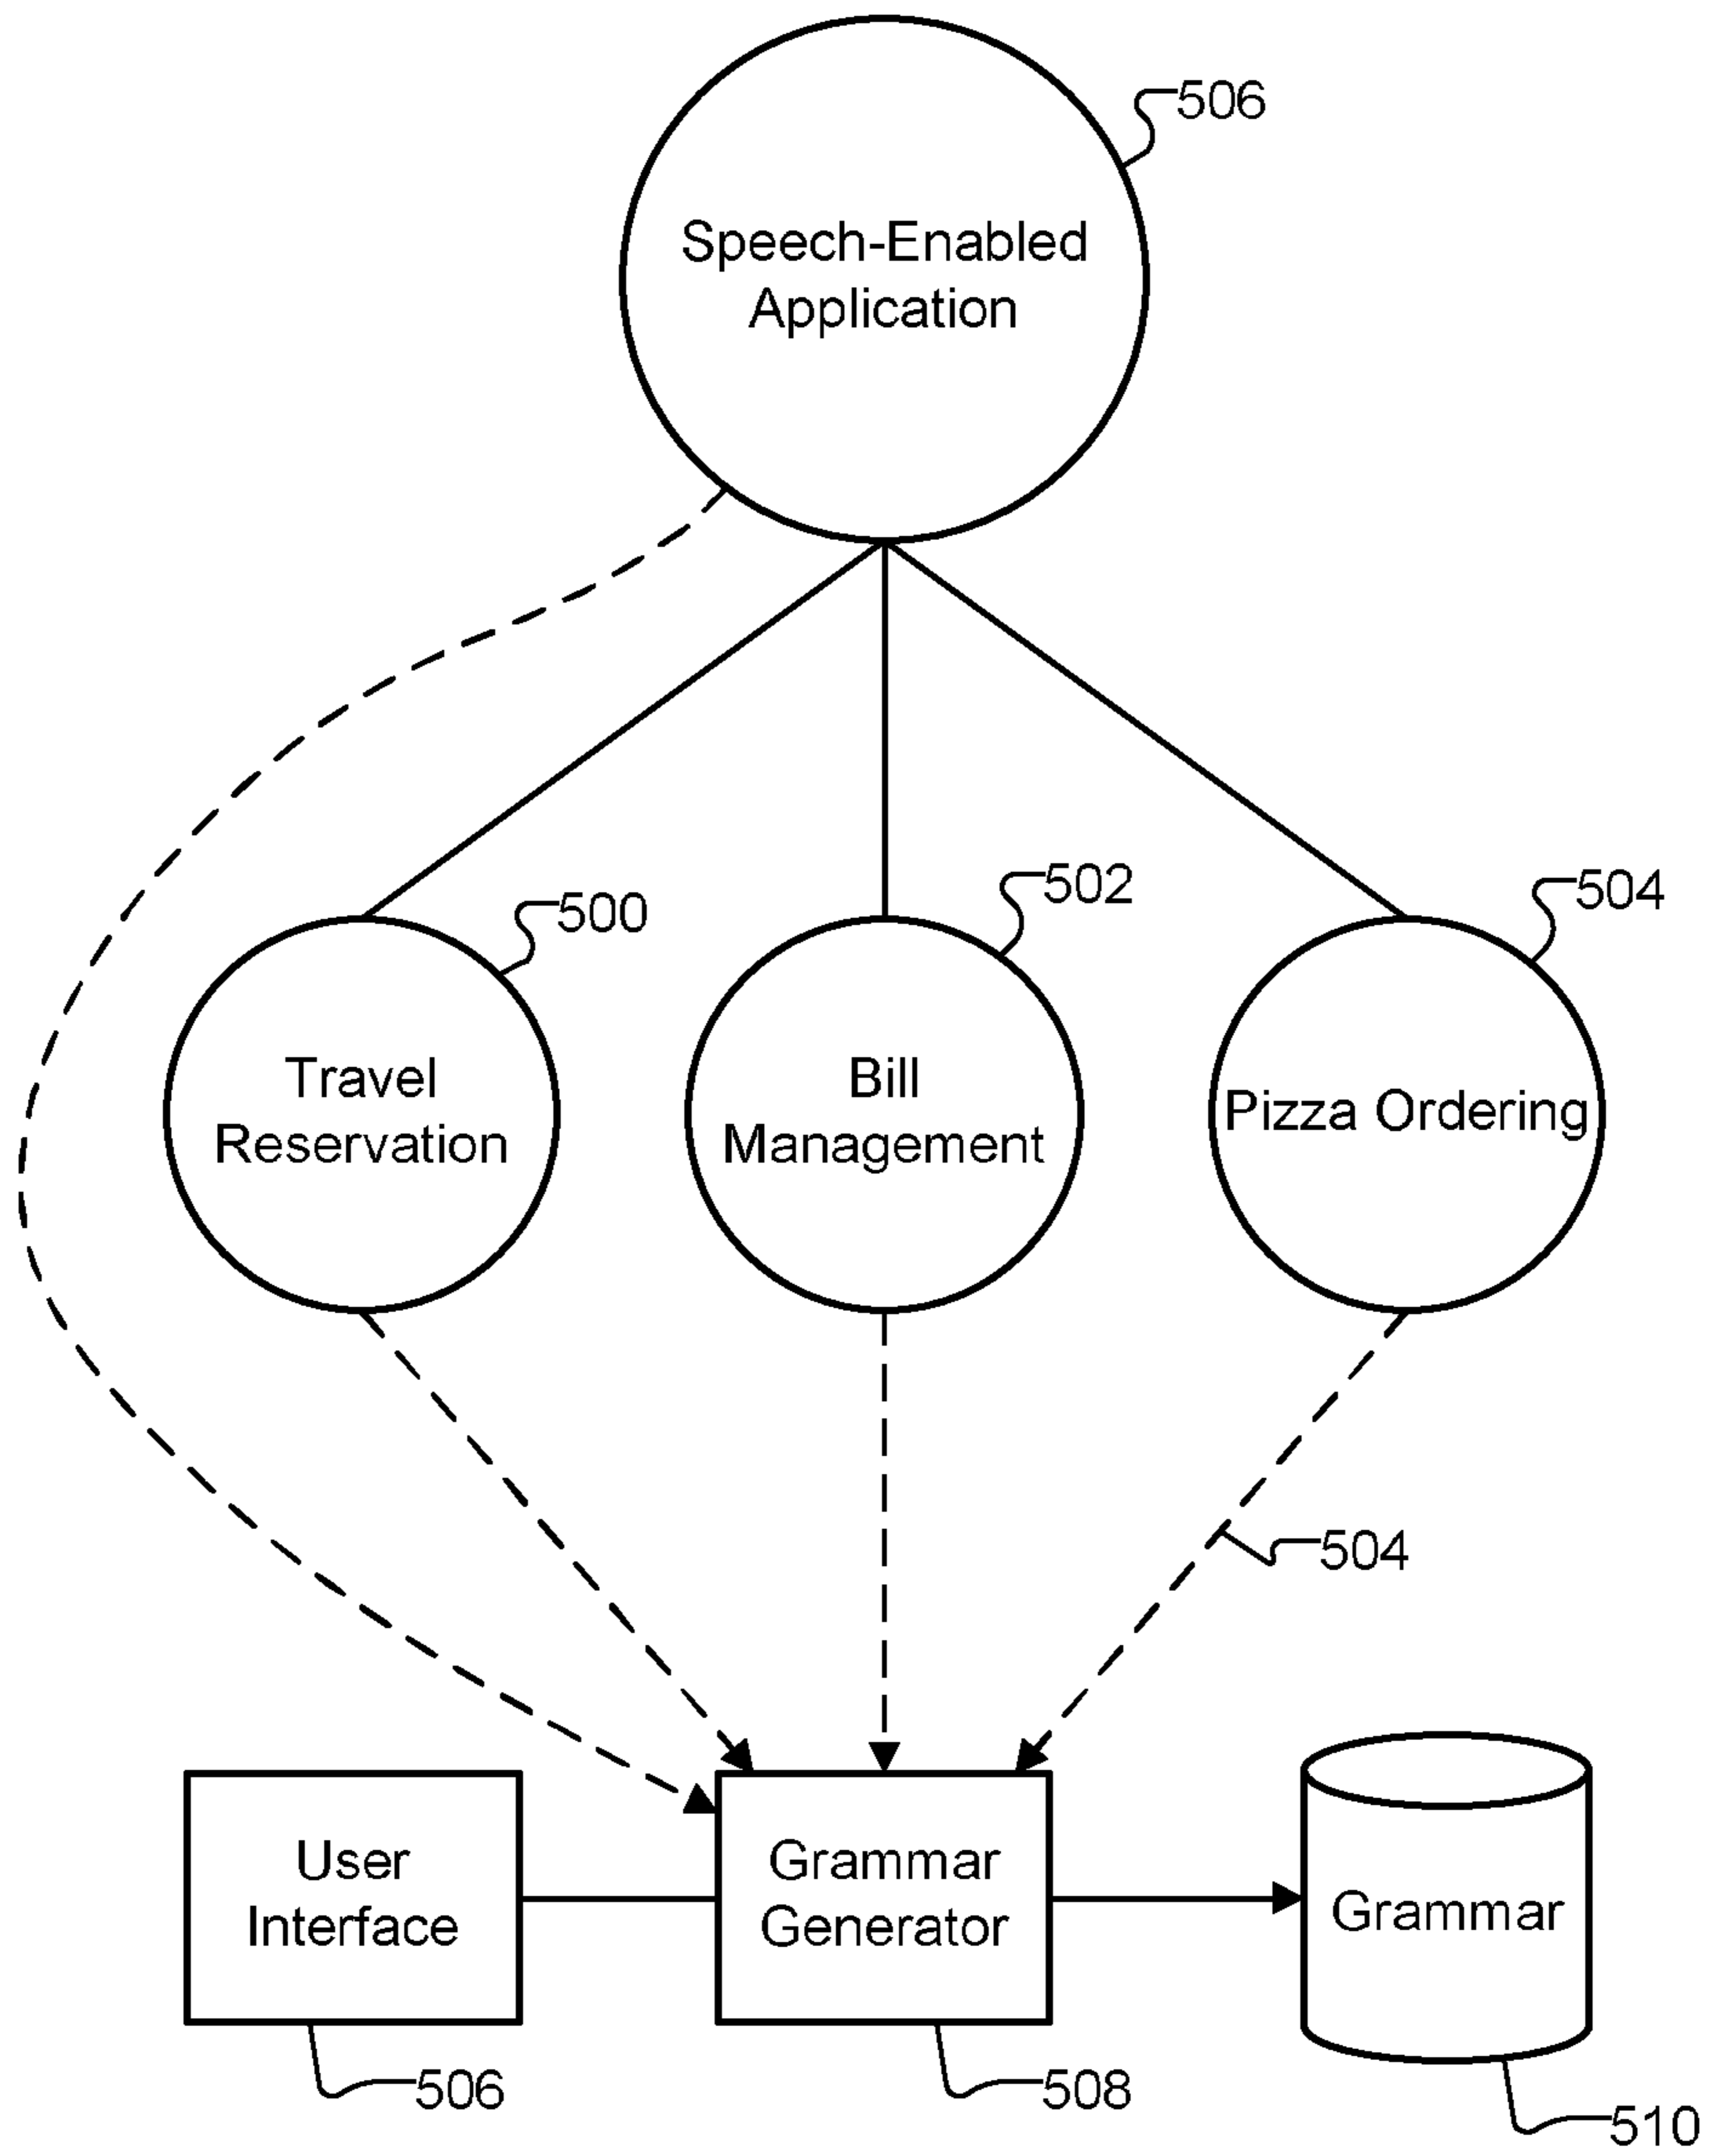 506
Speech-Enabled
Application
500
502
504
Travel
Reservation
Bill
Management
Pizza Ordering
504
User
Interface
Grammar
Generator
Grammar
506
508
510